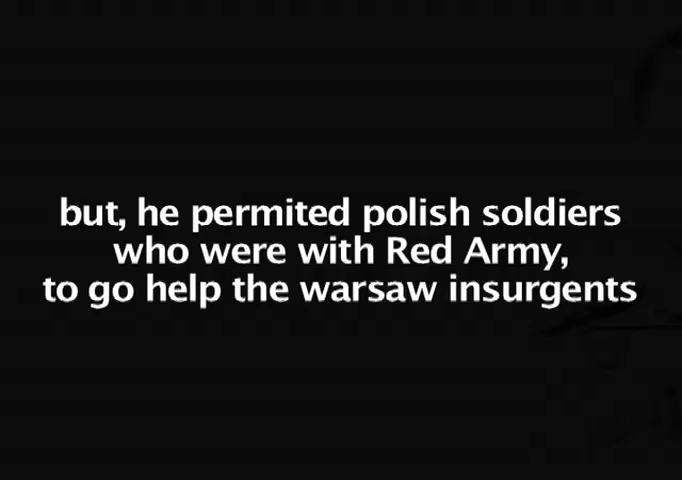 but, he permited polish soldiers
who were with Red Army,
to go help the warsaw insurgents